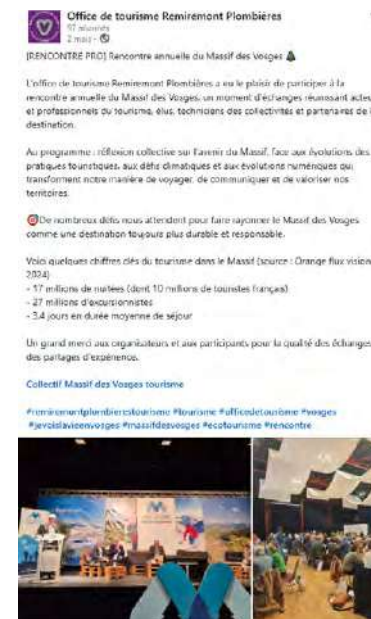 Office de tourisme Remiremont Plombières
97 abonnés
2 mois •
[RENCONTRE PRO] Rencontre annuelle du Massif des Vosges
L'office de tourisme Remiremont Plombières a eu le plaisir de participer à la
rencontre annuelle du Massif des Vosges, un moment d'échanges réunissant acteu
et professionnels du tourisme, élus, techniciens des collectivités et partenaires de l
destination.
Au programme : réflexion collective sur l'avenir du Massif, face aux évolutions des
pratiques touristiques, aux défis climatiques et aux évolutions numériques qui
transforment notre manière de voyager, de communiquer et de valoriser nos
territoires.
De nombreux défis nous attendent pour faire rayonner le Massif des Vosges
comme une destination toujours plus durable et responsable.
Voici quelques chiffres clés du tourisme dans le Massif (source : Orange flux vision
2024)
- 17 millions de nuitées (dont 10 millions de touristes français)
- 27 millions d'excursionnistes
- 3,4 jours en durée moyenne de séjour
Un grand merci aux organisateurs et aux participants pour la qualité des échanges
des partages d'expérience.
Collectif Massif des Vosges tourisme
#remiremontplombierestourisme #tourisme #officedetourisme #vosges
#jevoislavieenvosges #massifdesvosges #ecotourisme #rencontre